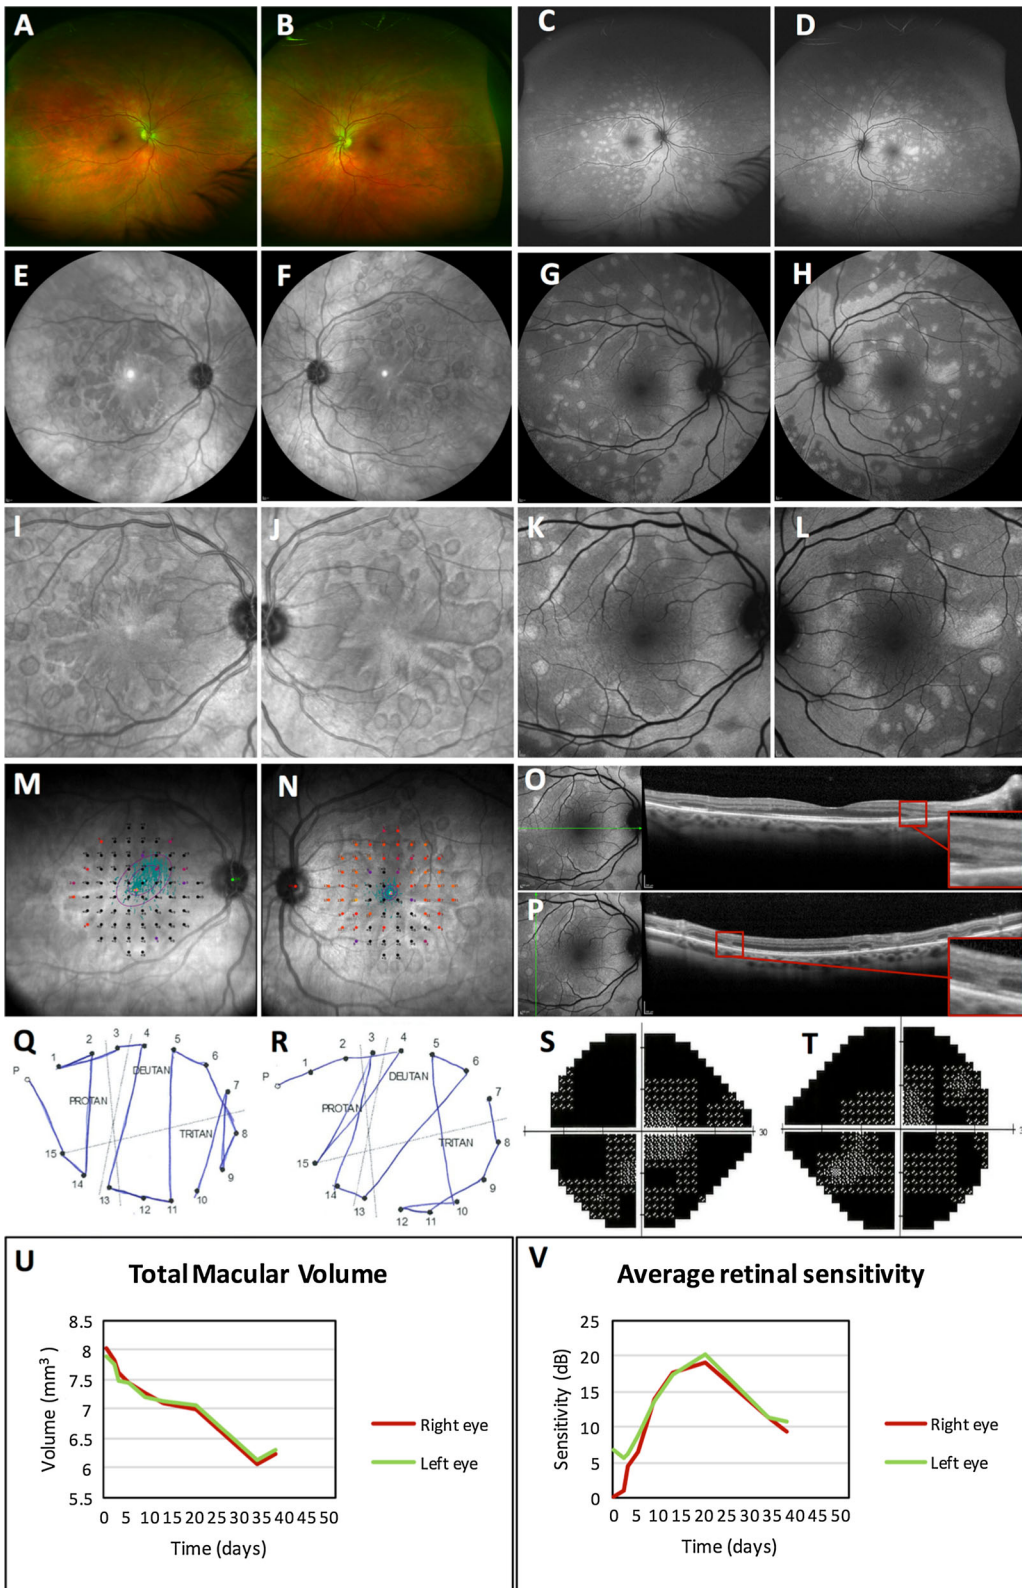 A
B
C
D
E
F
G
H
I
J
K
L
M
N
O
P
Q
P
1
2
3
4
5
6
7
8
9
10
11
12
13
14
15
PROTAN
DEUTAN
TRITAN
R
P
1
2
3
4
5
6
7
8
9
10
11
12
13
14
15
PROTAN
DEUTAN
TRITAN
S
30
T
U
Total Macular Volume
8.5
8
7.5
7
6.5
6
5.5
Volume (mm³)
0 5 10 15 20 25 30 35 40 45 50
Time (days)
Right eye
Left eye
V
Average retinal sensitivity
25
20
15
10
5
0
Sensitivity (dB)
0 5 10 15 20 25 30 35 40 45 50
Time (days)
Right eye
Left eye